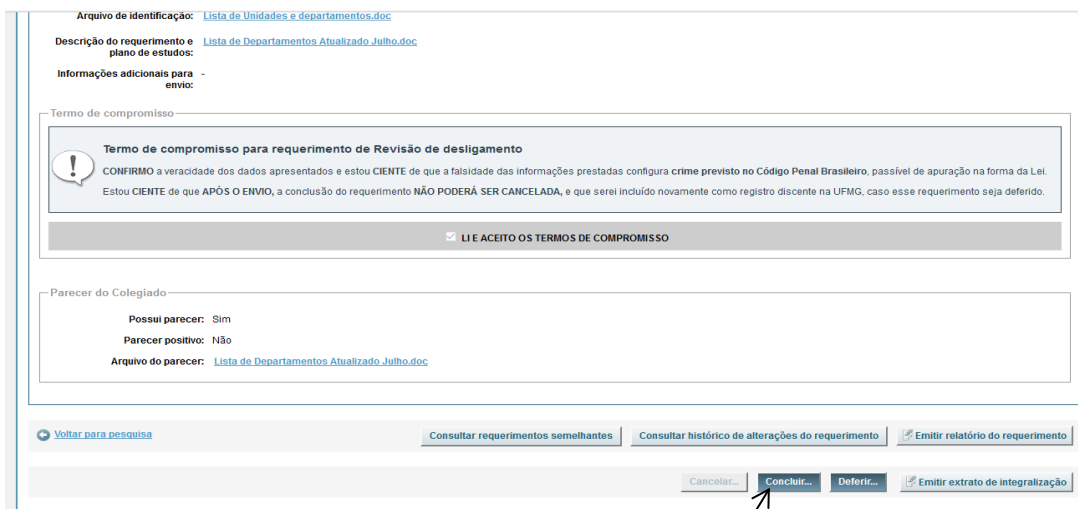 Arquivo de identificação: Lista de Unidades e departamentos.doc
Descrição do requerimento e plano de estudos: Lista de Departamentos Atualizado Julho.doc
Informações adicionais para envio: -
Termo de compromisso
Termo de compromisso para requerimento de Revisão de desligamento
CONFIRMO a veracidade dos dados apresentados e estou CIENTE de que a falsidade das informações prestadas configura crime previsto no Código Penal Brasileiro, passível de apuração na forma da Lei.
Estou CIENTE de que APÒS O ENVIO, a conclusão do requerimento NÃO PODERÁ SER CANCELADA, e que serei incluído novamente como registro discente na UFMG, caso esse requerimento seja deferido.
LI E ACEITO OS TERMOS DE COMPROMISSO
Parecer do Colegiado
Possui parecer: Sim
Parecer positivo: Não
Arquivo do parecer: Lista de Departamentos Atualizado Julho.doc
Voltar para pesquisa Consultar requerimentos semelhantes Consultar histórico de alterações do requerimento Emitir relatório do requerimento
Cancelar... Concluir... Deferir... Emitir extrato de integralização